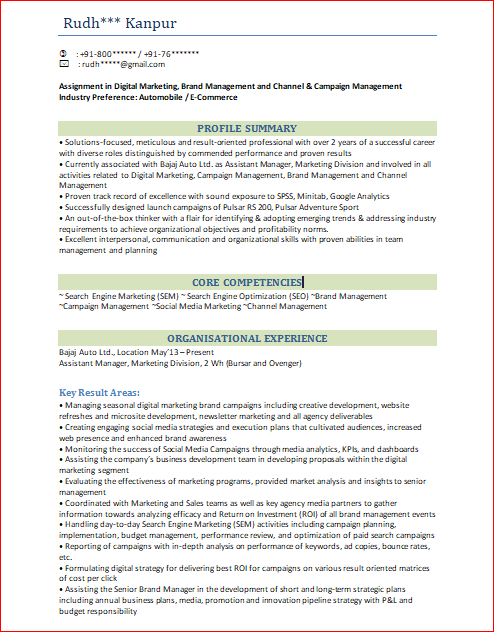 Rudh*** Kanpur
: +91-800****** / +91-76*******
: rudh*****@gmail.com
Assignment in Digital Marketing, Brand Management and Channel & Campaign Management
Industry Preference: Automobile / E-Commerce
PROFILE SUMMARY
• Solutions-focused, meticulous and result-oriented professional with over 2 years of a successful career
with diverse roles distinguished by commended performance and proven results
• Currently associated with Bajaj Auto Ltd. as Assistant Manager, Marketing Division and involved in all
activities related to Digital Marketing, Campaign Management, Brand Management and Channel
Management
• Proven track record of excellence with sound exposure to SPSS, Minitab, Google Analytics
• Successfully designed launch campaigns of Pulsar RS 200, Pulsar Adventure Sport
• An out-of-the-box thinker with a flair for identifying & adopting emerging trends & addressing industry
requirements to achieve organizational objectives and profitability norms.
• Excellent interpersonal, communication and organizational skills with proven abilities in team
management and planning
CORE COMPETENCIES
~ Search Engine Marketing (SEM) ~ Search Engine Optimization (SEO) ~Brand Management
~Campaign Management ~Social Media Marketing ~Channel Management
ORGANISATIONAL EXPERIENCE
Bajaj Auto Ltd., Location May'13 – Present
Assistant Manager, Marketing Division, 2 Wh (Bursar and Ovenger)
Key Result Areas:
• Managing seasonal digital marketing brand campaigns including creative development, website
refreshes and microsite development, newsletter marketing and all agency deliverables
• Creating engaging social media strategies and execution plans that cultivated audiences, increased
web presence and enhanced brand awareness
• Monitoring the success of Social Media Campaigns through media analytics, KPIs, and dashboards
• Assisting the company's business development team in developing proposals within the digital
marketing segment
• Evaluating the effectiveness of marketing programs, provided market analysis and insights to senior
management
• Coordinated with Marketing and Sales teams as well as key agency media partners to gather
information towards analyzing efficacy and Return on Investment (ROI) of all brand management events
• Handling day-to-day Search Engine Marketing (SEM) activities including campaign planning,
implementation, budget management, performance review, and optimization of paid search campaigns
• Reporting of campaigns with in-depth analysis on performance of keywords, ad copies, bounce rates,
etc.
• Formulating digital strategy for delivering best ROI for campaigns on various result oriented matrices
of cost per click
• Assisting the Senior Brand Manager in the development of short and long-term strategic plans
including annual business plans, media, promotion and innovation pipeline strategy with P&L and
budget responsibility